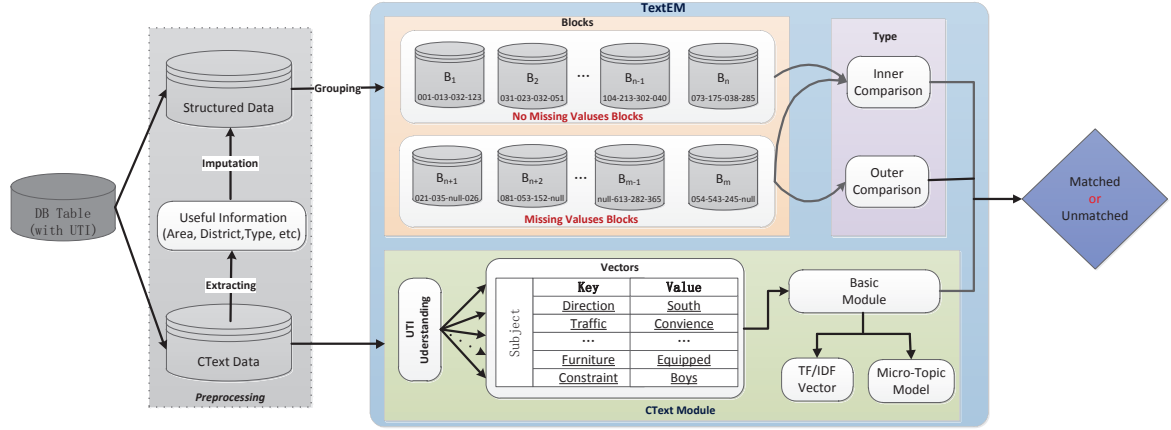 TextEM
Blocks
Type
B1
001-013-032-123
B2
031-023-032-051
...
Bn-1
104-213-302-040
Bn
073-175-038-285
No Missing Valuses Blocks
Bn+1
021-035-null-026
Bn+2
081-053-152-null
...
Bm-1
null-613-282-365
Bm
054-543-245-null
Missing Valuses Blocks
Inner
Comparison
Outer
Comparison
Structured Data
Grouping
Imputation
DB Table
(with UTI)
Useful Information
(Area, District,Type, etc)
Extracting
CText Data
Preprocessing
Matched
or
Unmatched
UTI
Uderstanding
Vectors
Subject
Key Value
Direction South
Traffic Convience
... ...
Furniture Equipped
Constraint Boys
Basic
Module
TF/IDF
Vector
Micro-Topic
Model
CText Module